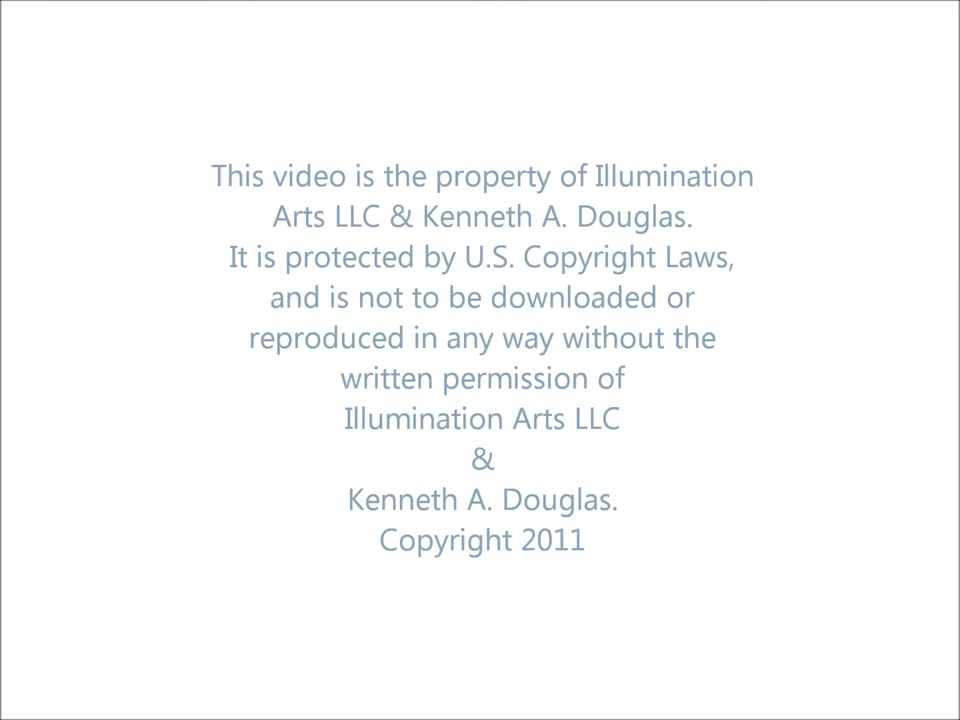 This video is the property of Illumination
Arts LLC & Kenneth A. Douglas.
It is protected by U.S. Copyright Laws,
and is not to be downloaded or
reproduced in any way without the
written permission of
Illumination Arts LLC
&
Kenneth A. Douglas.
Copyright 2011